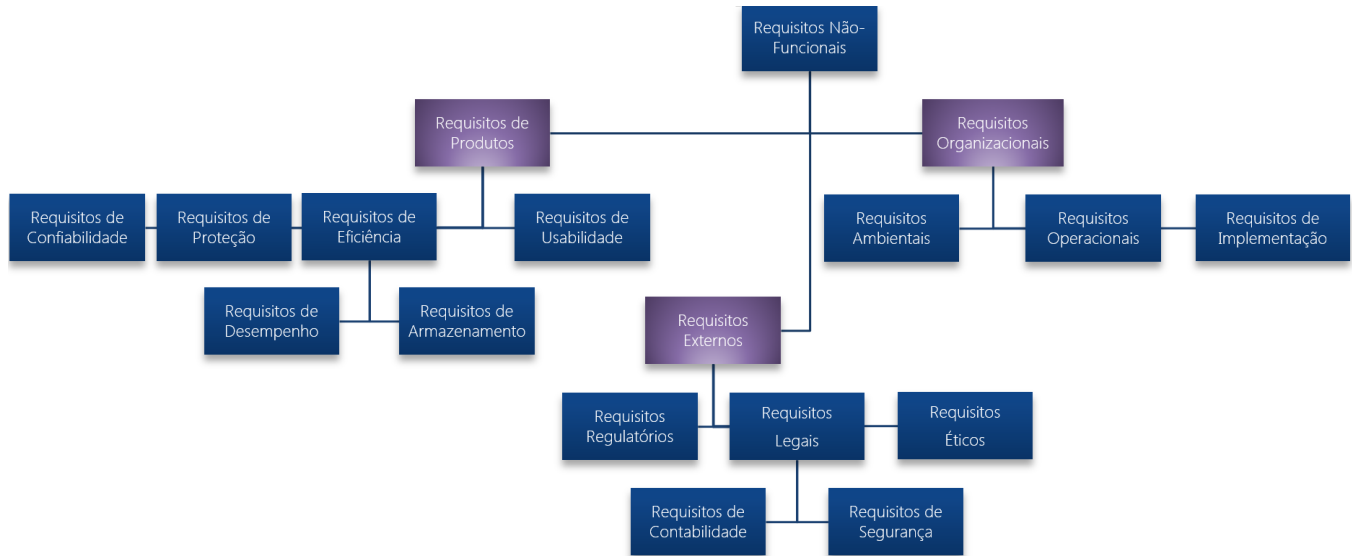 Requisitos Não-
Funcionais
Requisitos de
Produtos
Requisitos
Organizacionais
Requisitos de
Confiabilidade
Requisitos de
Proteção
Requisitos de
Eficiência
Requisitos de
Usabilidade
Requisitos
Ambientais
Requisitos
Operacionais
Requisitos de
Implementação
Requisitos de
Desempenho
Requisitos de
Armazenamento
Requisitos
Externos
Requisitos
Regulatórios
Requisitos
Legais
Requisitos
Éticos
Requisitos de
Contabilidade
Requisitos de
Segurança